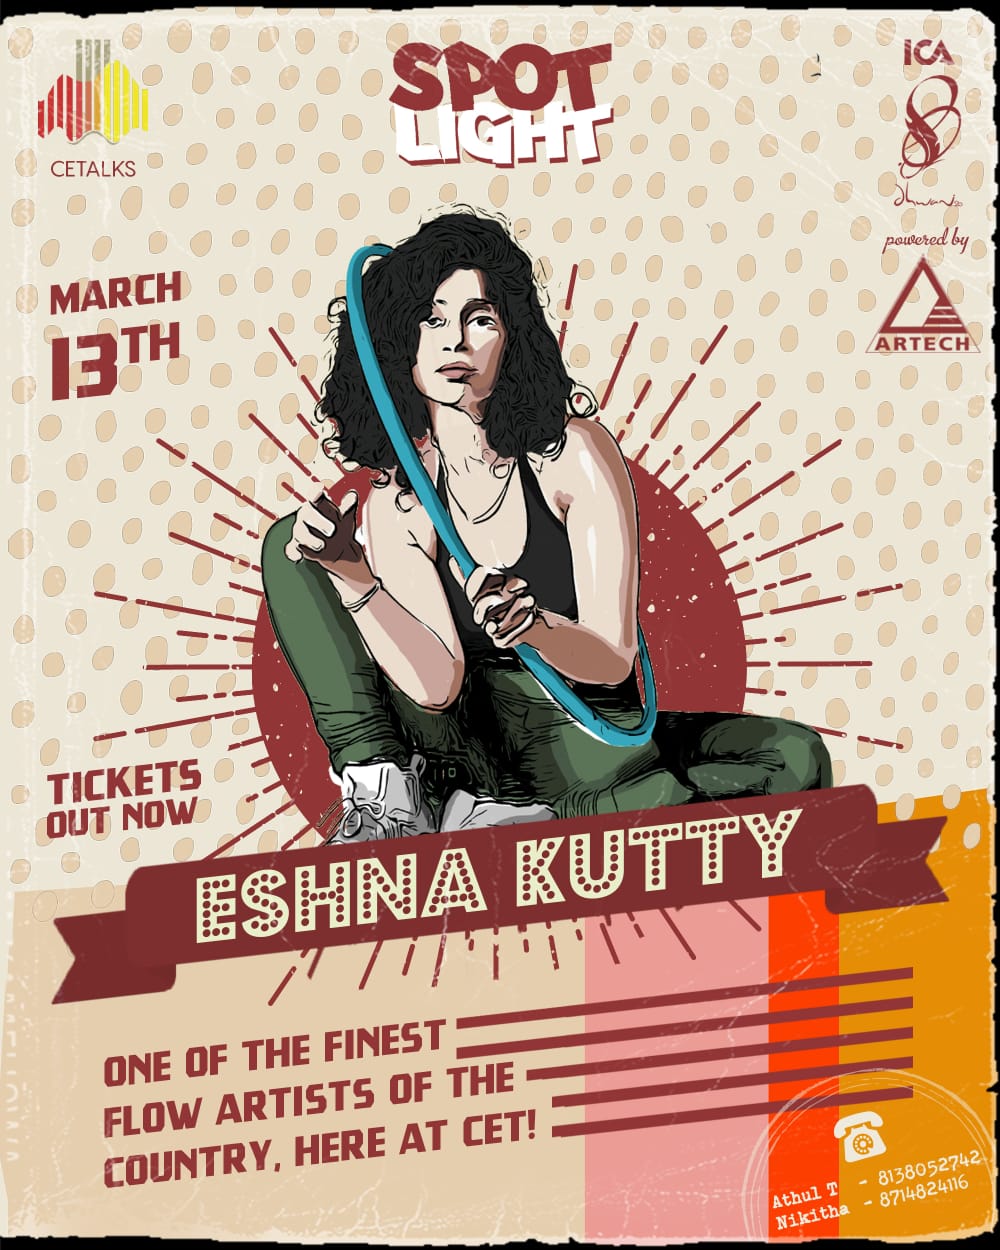 SPOT
LIGHT
CETALKS
ICA
dhwani20
powered by
ARTECH
MARCH
13TH
TICKETS
OUT NOW
ESHNA KUTTY
ONE OF THE FINEST
FLOW ARTISTS OF THE
COUNTRY, HERE AT CET!
Athul T - 8138052742
Nikitha - 8714824116